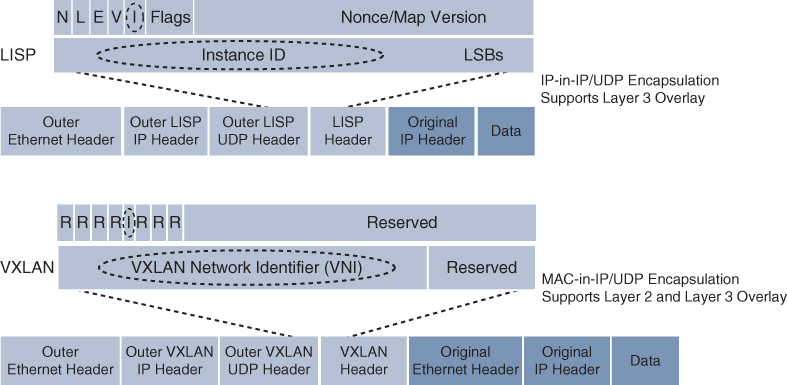 N L E V I Flags Nonce/Map Version
LISP Instance ID LSBs
IP-in-IP/UDP Encapsulation
Supports Layer 3 Overlay
Outer Ethernet Header
Outer LISP IP Header
Outer LISP UDP Header
LISP Header
Original IP Header
Data
R R R R I R R R Reserved
VXLAN VXLAN Network Identifier (VNI) Reserved
MAC-in-IP/UDP Encapsulation
Supports Layer 2 and Layer 3 Overlay
Outer Ethernet Header
Outer VXLAN IP Header
Outer VXLAN UDP Header
VXLAN Header
Original Ethernet Header
Original IP Header
Data